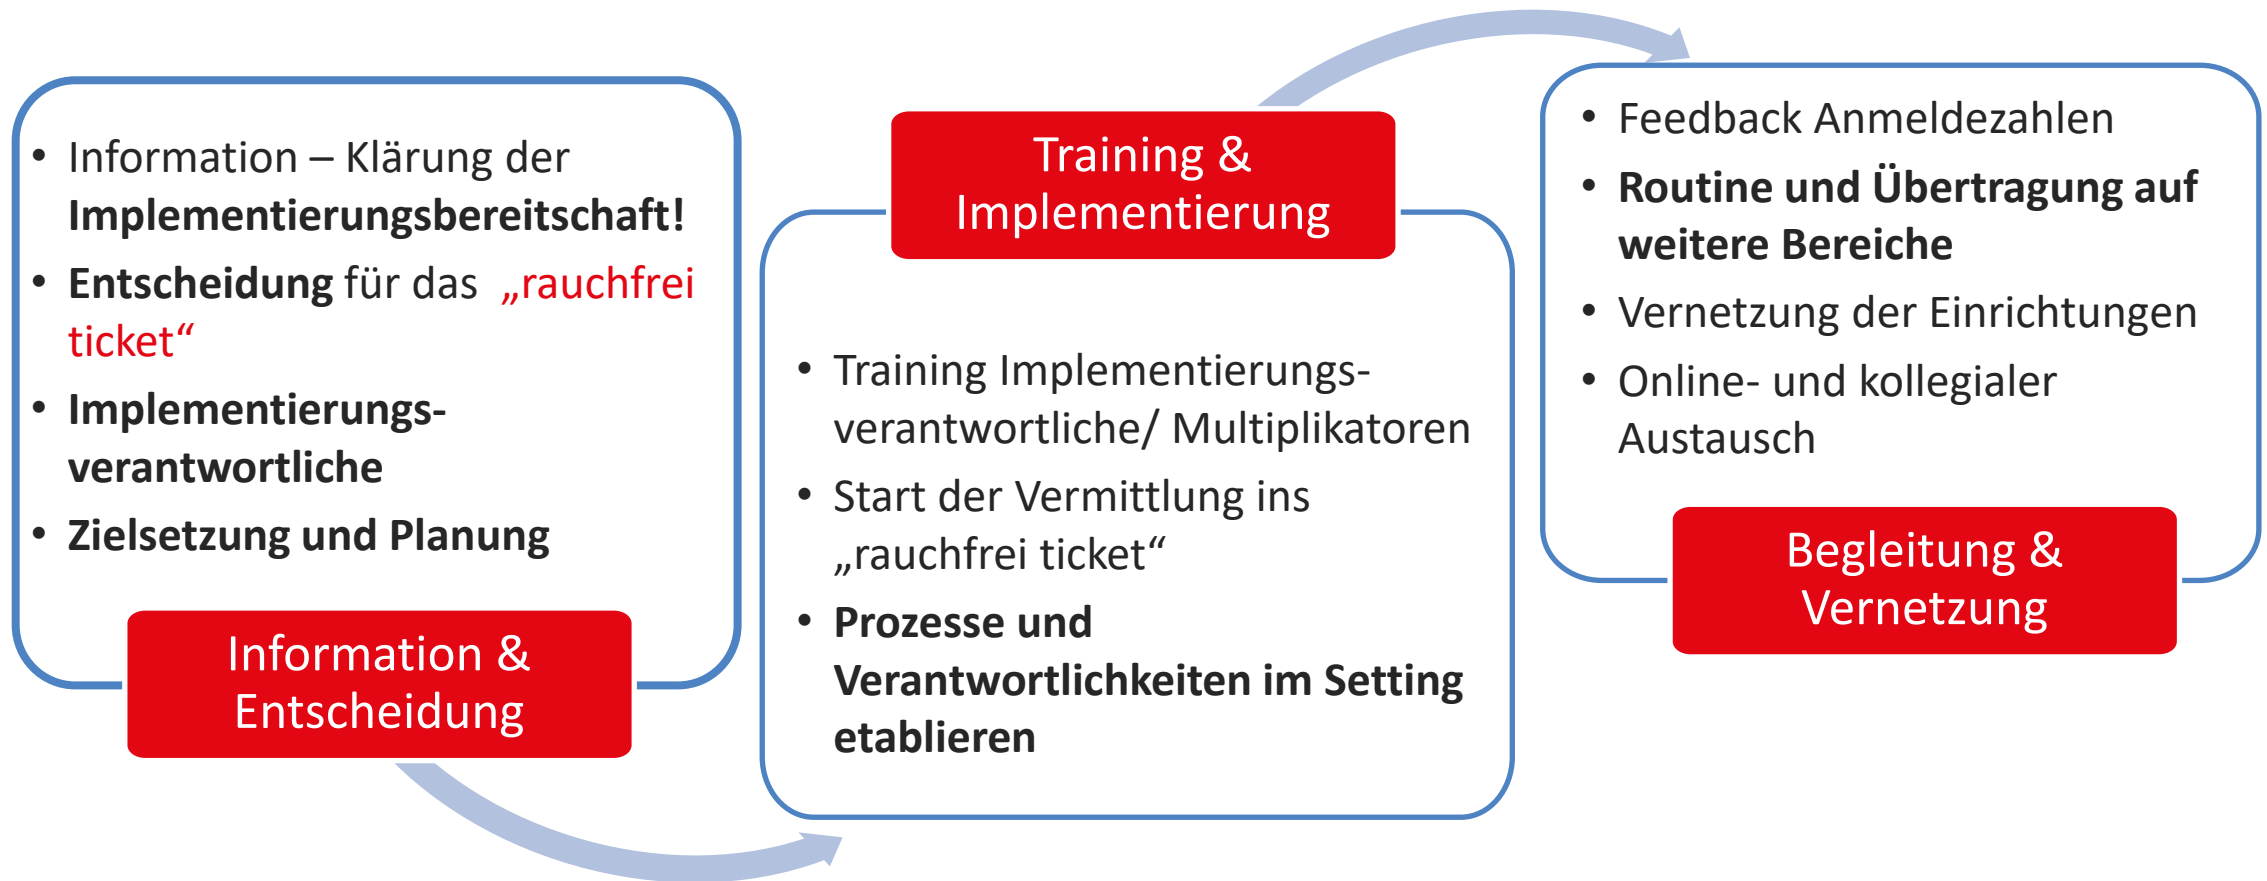 • Information – Klärung der
Implementierungsbereitschaft!
• Entscheidung für das „rauchfrei
ticket“
• Implementierungs-
verantwortliche
• Zielsetzung und Planung
Information &
Entscheidung
Training &
Implementierung
• Training Implementierungs-
verantwortliche/ Multiplikatoren
• Start der Vermittlung ins
„rauchfrei ticket“
• Prozesse und
Verantwortlichkeiten im Setting
etablieren
• Feedback Anmeldezahlen
• Routine und Übertragung auf
weitere Bereiche
• Vernetzung der Einrichtungen
• Online- und kollegialer
Austausch
Begleitung &
Vernetzung